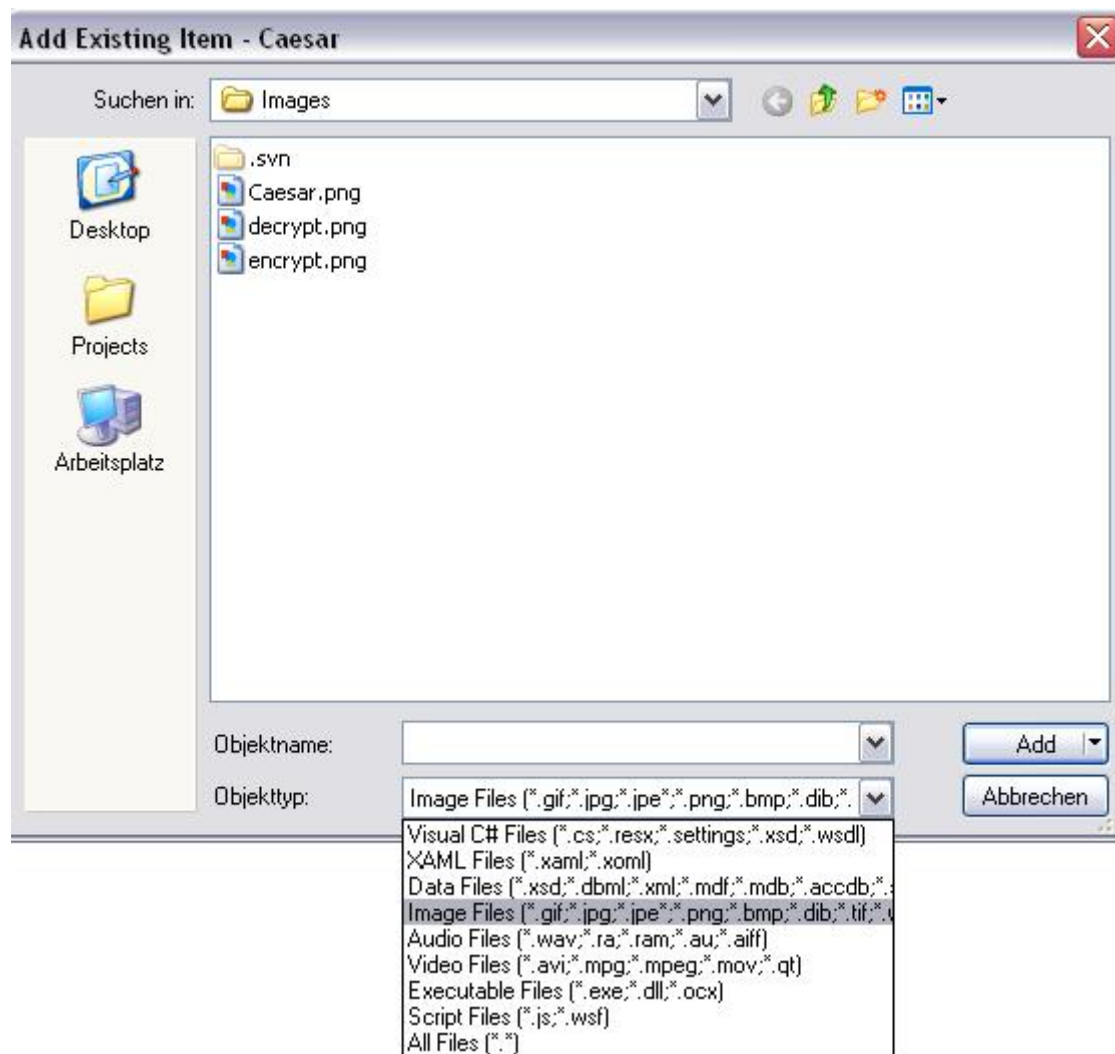 Add Existing Item - Caesar
Suchen in: Images
Desktop
Projects
Arbeitsplatz
.svn
Caesar.png
decrypt.png
encrypt.png
Objektname:
Add
Objekttyp: Image Files (*.gif;*.jpg;*.jpe*;*.png;*.bmp;*.dib;*.
Abbrechen
Visual C# Files (*.cs;*.resx;*.settings;*.xsd;*.wsdl)
XAML Files (*.xaml;*.xoml)
Data Files (*.xsd;*.dbml;*.xml;*.mdf;*.mdb;*.accdb;*.
Image Files (*.gif;*.jpg;*.jpe*;*.png;*.bmp;*.dib;*.tif;*.
Audio Files (*.wav;*.ra;*.ram;*.au;*.aiff)
Video Files (*.avi;*.mpg;*.mpeg;*.mov;*.qt)
Executable Files (*.exe;*.dll;*.ocx)
Script Files (*.js;*.wsf)
All Files (*.*)